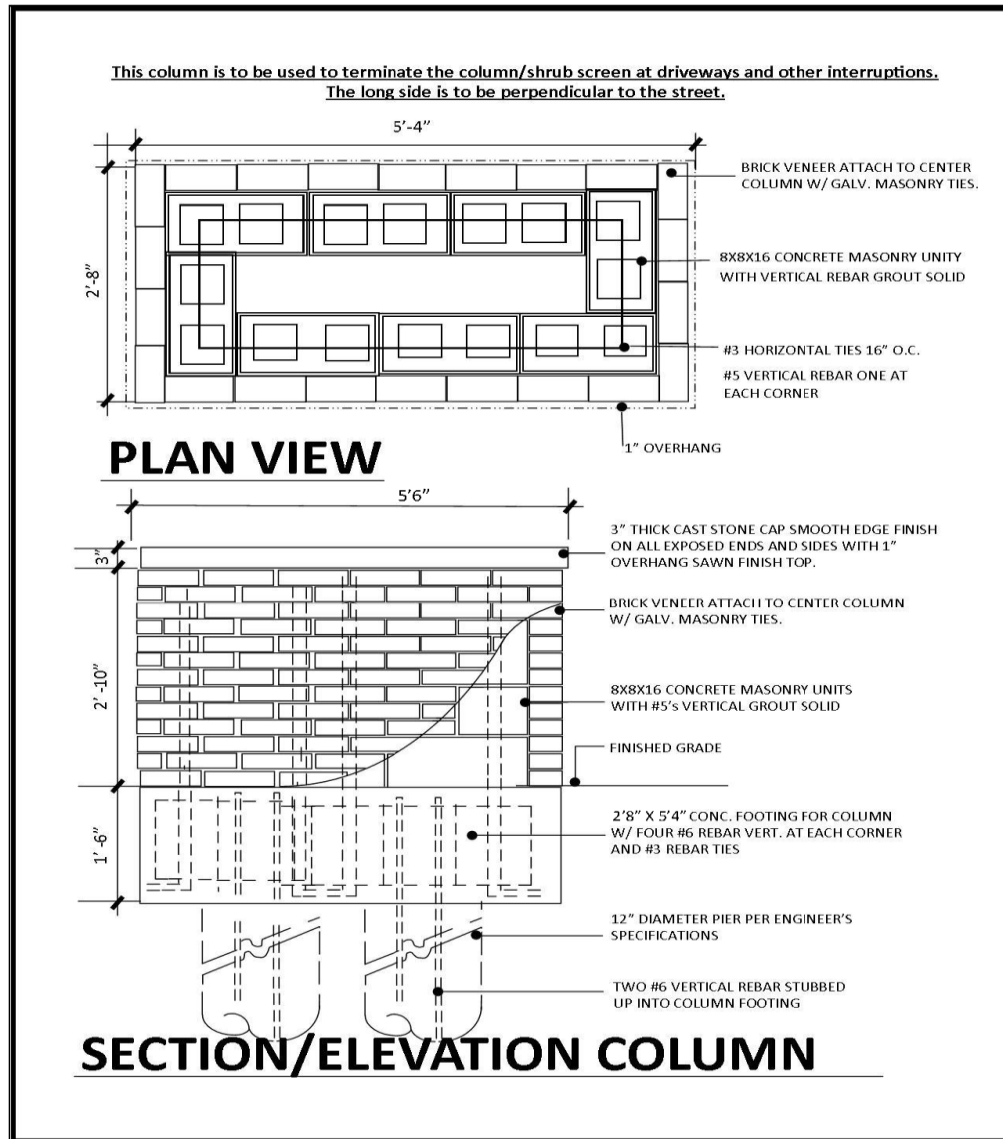 This column is to be used to terminate the column/shrub screen at driveways and other interruptions.
The long side is to be perpendicular to the street.
5’-4”
BRICK VENEER ATTACH TO CENTER
COLUMN W/ GALV. MASONRY TIES.
2’-8”
8X8X16 CONCRETE MASONRY UNITY
WITH VERTICAL REBAR GROUT SOLID
#3 HORIZONTAL TIES 16” O.C.
#5 VERTICAL REBAR ONE AT
EACH CORNER
1” OVERHANG
PLAN VIEW
5’6”
3”
3” THICK CAST STONE CAP SMOOTH EDGE FINISH
ON ALL EXPOSED ENDS AND SIDES WITH 1”
OVERHANG SAWN FINISH TOP.
BRICK VENEER ATTACH TO CENTER COLUMN
W/ GALV. MASONRY TIES.
2’ -10”
8X8X16 CONCRETE MASONRY UNITS
WITH #5’s VERTICAL GROUT SOLID
FINISHED GRADE
1’ -6”
2’8” X 5’4” CONC. FOOTING FOR COLUMN
W/ FOUR #6 REBAR VERT. AT EACH CORNER
AND #3 REBAR TIES
12” DIAMETER PIER PER ENGINEER’S
SPECIFICATIONS
TWO #6 VERTICAL REBAR STUBBED
UP INTO COLUMN FOOTING
SECTION/ELEVATION COLUMN